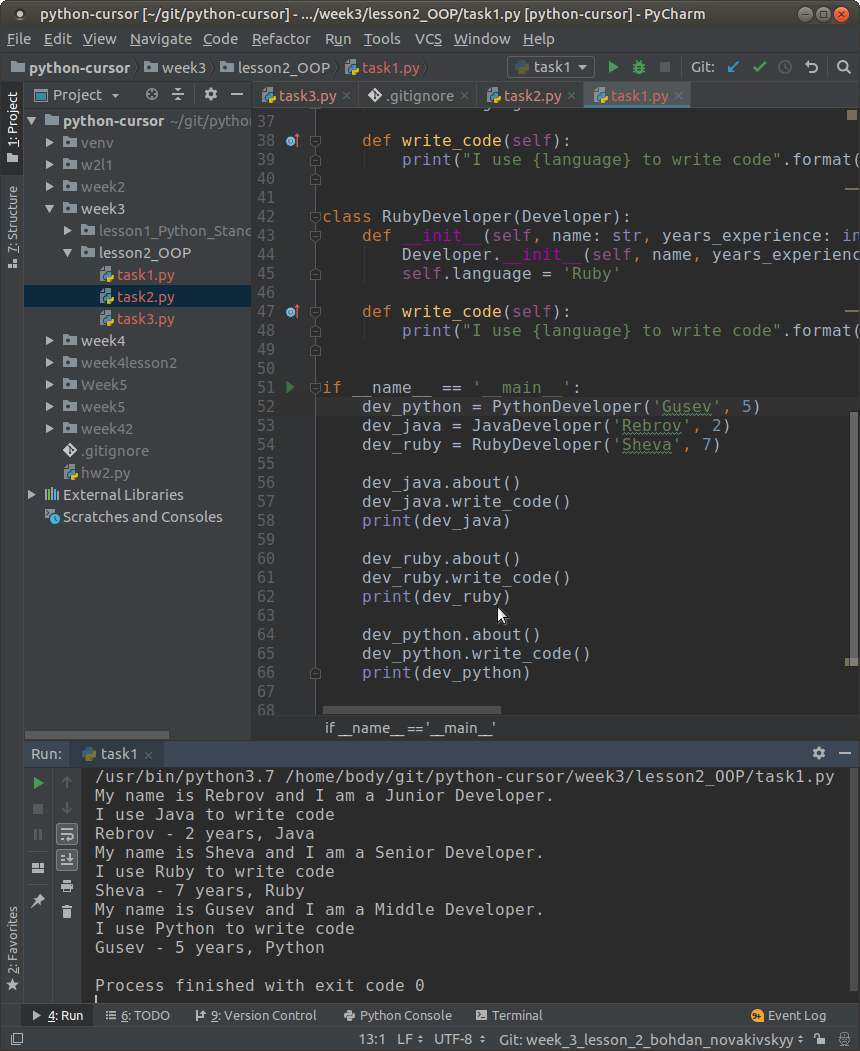 python-cursor [~/git/python-cursor] - .../week3/lesson2_OOP/task1.py [python-cursor] - PyCharm
File Edit View Navigate Code Refactor Run Tools VCS Window Help
python-cursor week3 lesson2_OOP task1.py task1 Git:
1: Project
7: Structure
2: Favorites
Project
python-cursor ~/git/pytho
venv
w2l1
week2
week3
lesson1_Python_Stand
lesson2_OOP
task1.py
task2.py
task3.py
week4
week4lesson2
Week5
week5
week42
.gitignore
hw2.py
External Libraries
Scratches and Consoles
task3.py .gitignore task2.py task1.py
37
38 def write_code(self):
39 print("I use {language} to write code".format(
40
41
42 class RubyDeveloper(Developer):
43 def __init__(self, name: str, years_experience: in
44 Developer.__init__(self, name, years_experienc
45 self.language = 'Ruby'
46
47 def write_code(self):
48 print("I use {language} to write code".format(
49
50
51 if __name__ == '__main__':
52 dev_python = PythonDeveloper('Gusev', 5)
53 dev_java = JavaDeveloper('Rebrov', 2)
54 dev_ruby = RubyDeveloper('Sheva', 7)
55
56 dev_java.about()
57 dev_java.write_code()
58 print(dev_java)
59
60 dev_ruby.about()
61 dev_ruby.write_code()
62 print(dev_ruby)
63
64 dev_python.about()
65 dev_python.write_code()
66 print(dev_python)
67
68
if __name__ == '__main__'
Run: task1
/usr/bin/python3.7 /home/body/git/python-cursor/week3/lesson2_OOP/task1.py
My name is Rebrov and I am a Junior Developer.
I use Java to write code
Rebrov - 2 years, Java
My name is Sheva and I am a Senior Developer.
I use Ruby to write code
Sheva - 7 years, Ruby
My name is Gusev and I am a Middle Developer.
I use Python to write code
Gusev - 5 years, Python
Process finished with exit code 0
4: Run 6: TODO 9: Version Control Python Console Terminal 9+ Event Log
13:1 LF UTF-8 Git: week_3_lesson_2_bohdan_novakivskyy